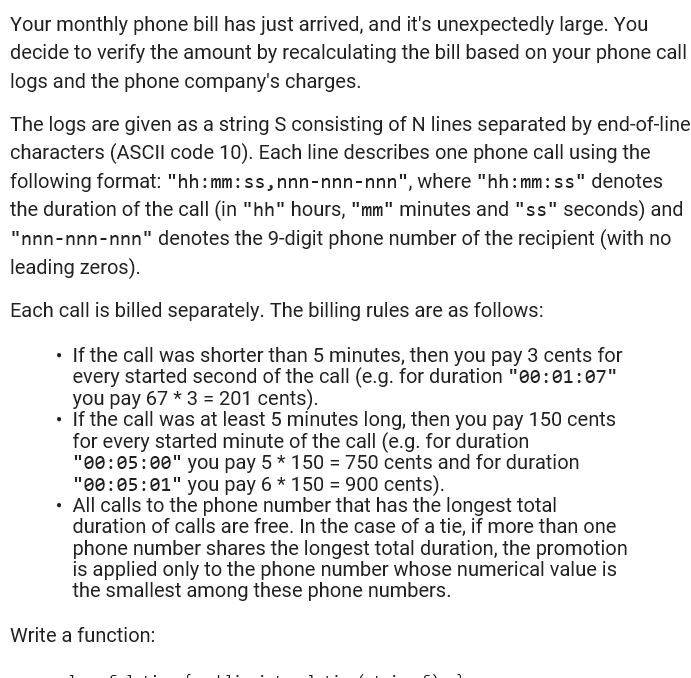 Your monthly phone bill has just arrived, and it's unexpectedly large. You
decide to verify the amount by recalculating the bill based on your phone call
logs and the phone company's charges.
The logs are given as a string S consisting of N lines separated by end-of-line
characters (ASCII code 10). Each line describes one phone call using the
following format: "hh:mm:ss,nnn-nnn-nnn", where "hh:mm:ss" denotes
the duration of the call (in "hh" hours, "mm" minutes and "ss" seconds) and
"nnn-nnn-nnn" denotes the 9-digit phone number of the recipient (with no
leading zeros).
Each call is billed separately. The billing rules are as follows:
• If the call was shorter than 5 minutes, then you pay 3 cents for
every started second of the call (e.g. for duration "00:01:07"
you pay 67 * 3 = 201 cents).
• If the call was at least 5 minutes long, then you pay 150 cents
for every started minute of the call (e.g. for duration
"00:05:00" you pay 5 * 150 = 750 cents and for duration
"00:05:01" you pay 6 * 150 = 900 cents).
• All calls to the phone number that has the longest total
duration of calls are free. In the case of a tie, if more than one
phone number shares the longest total duration, the promotion
is applied only to the phone number whose numerical value is
the smallest among these phone numbers.
Write a function: